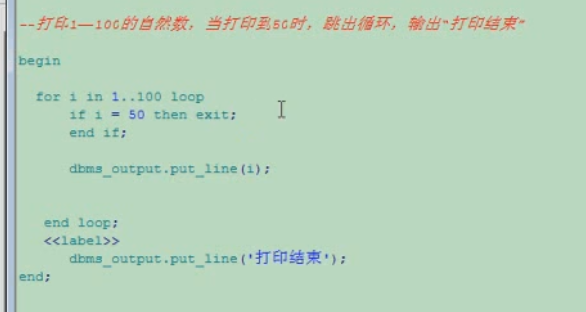 --打印1—100的自然数，当打印到50时，跳出循环，输出“打印结束”
begin
for i in 1..100 loop
if i = 50 then exit;
end if;
dbms_output.put_line(i);
end loop;
<<label>>
dbms_output.put_line('打印结束');
end;